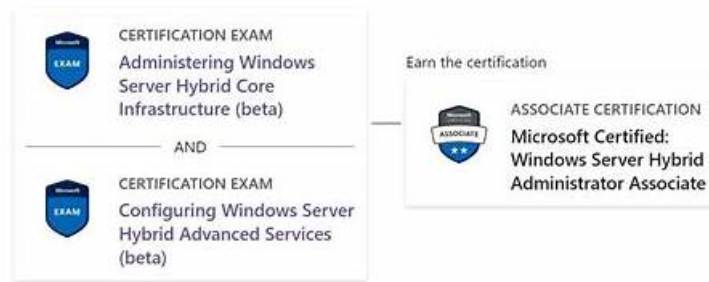 CERTIFICATION EXAM
Administering Windows
Server Hybrid Core
Infrastructure (beta)
AND
CERTIFICATION EXAM
Configuring Windows Server
Hybrid Advanced Services
(beta)
Earn the certification
ASSOCIATE CERTIFICATION
Microsoft Certified:
Windows Server Hybrid
Administrator Associate
Microsoft
EXAM
Microsoft
EXAM
ASSOCIATE